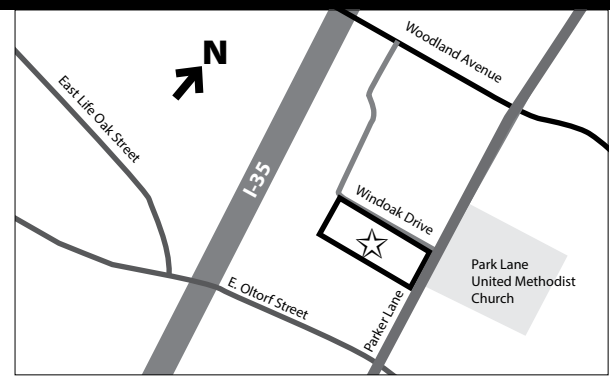 N
Woodland Avenue
East Life Oak Street
I-35
Windoak Drive
Park Lane
United Methodist
Church
E. Oltorf Street
Parker Lane